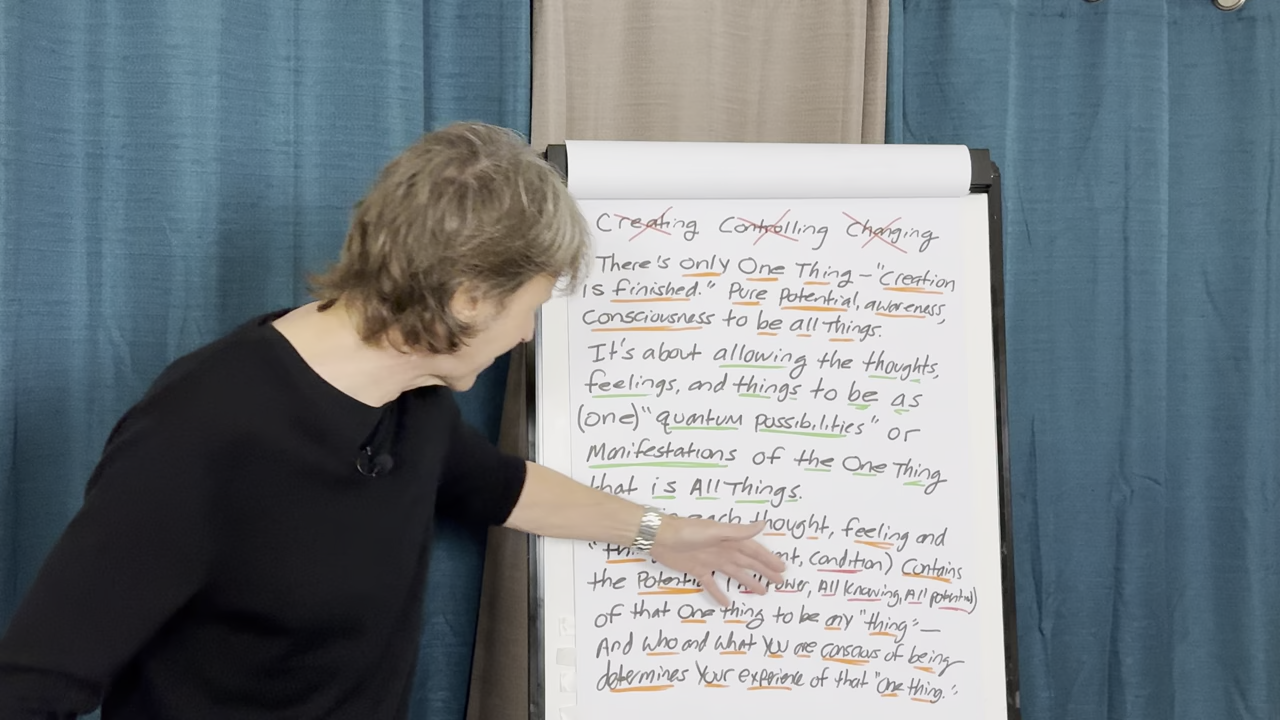 Creating Controlling Changing
There's only One Thing – "Creation
is finished." Pure Potential, awareness,
Consciousness to be all things.
It's about allowing the thoughts,
feelings, and things to be as
(one) "quantum possibilities" or
Manifestations of the One Thing
that is All Things.
each thought, feeling and
condition) Contains
the Power, All Knowing, All potential)
of that One thing to be any "thing" –
And who and what you are conscious of being
determines your experience of that "One thing."